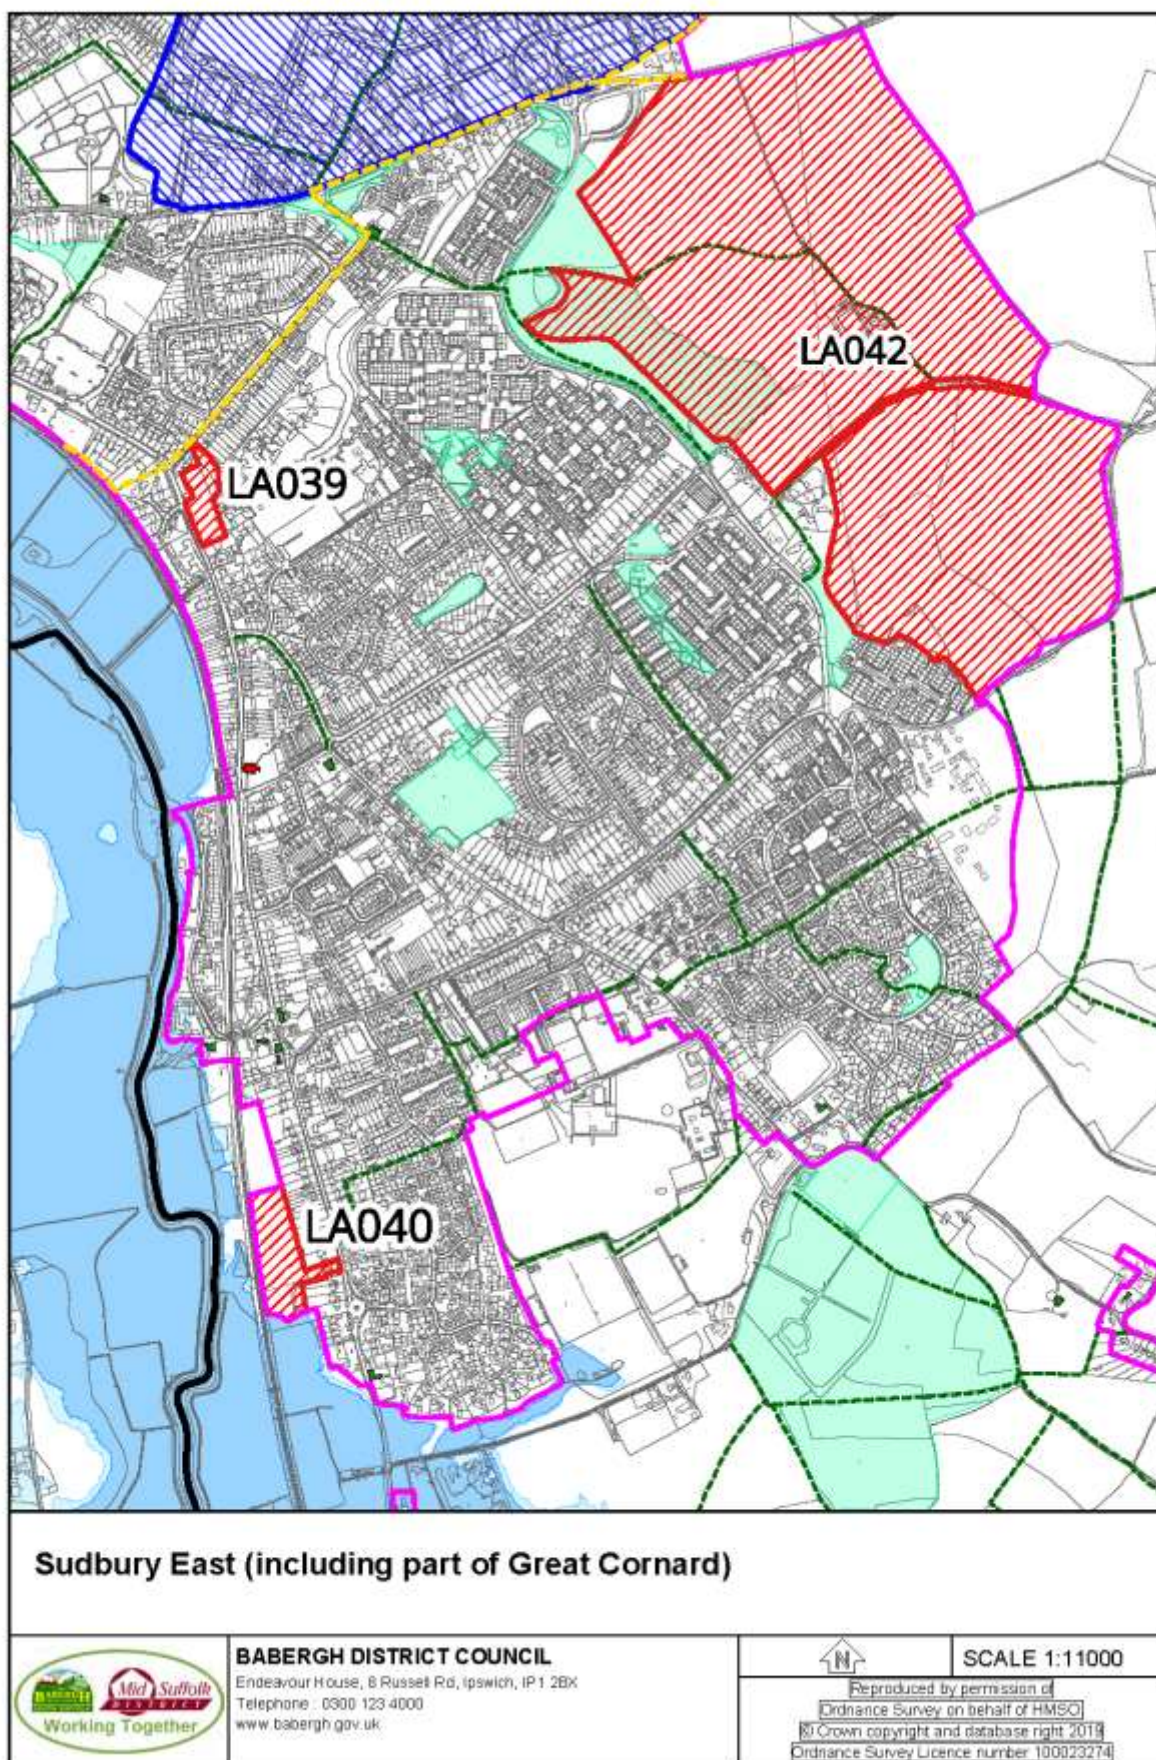 LA042
LA039
LA040
Sudbury East (including part of Great Cornard)
BABERGH
Mid Suffolk
DISTRICT
Working Together
BABERGH DISTRICT COUNCIL
Endeavour House, 8 Russell Rd, Ipswich, IP1 2BX
Telephone : 0300 123 4000
www.babergh.gov.uk
N
SCALE 1:11000
Reproduced by permission of
Ordnance Survey on behalf of HMSO
© Crown copyright and database right 2019
Ordnance Survey Licence number 100023274